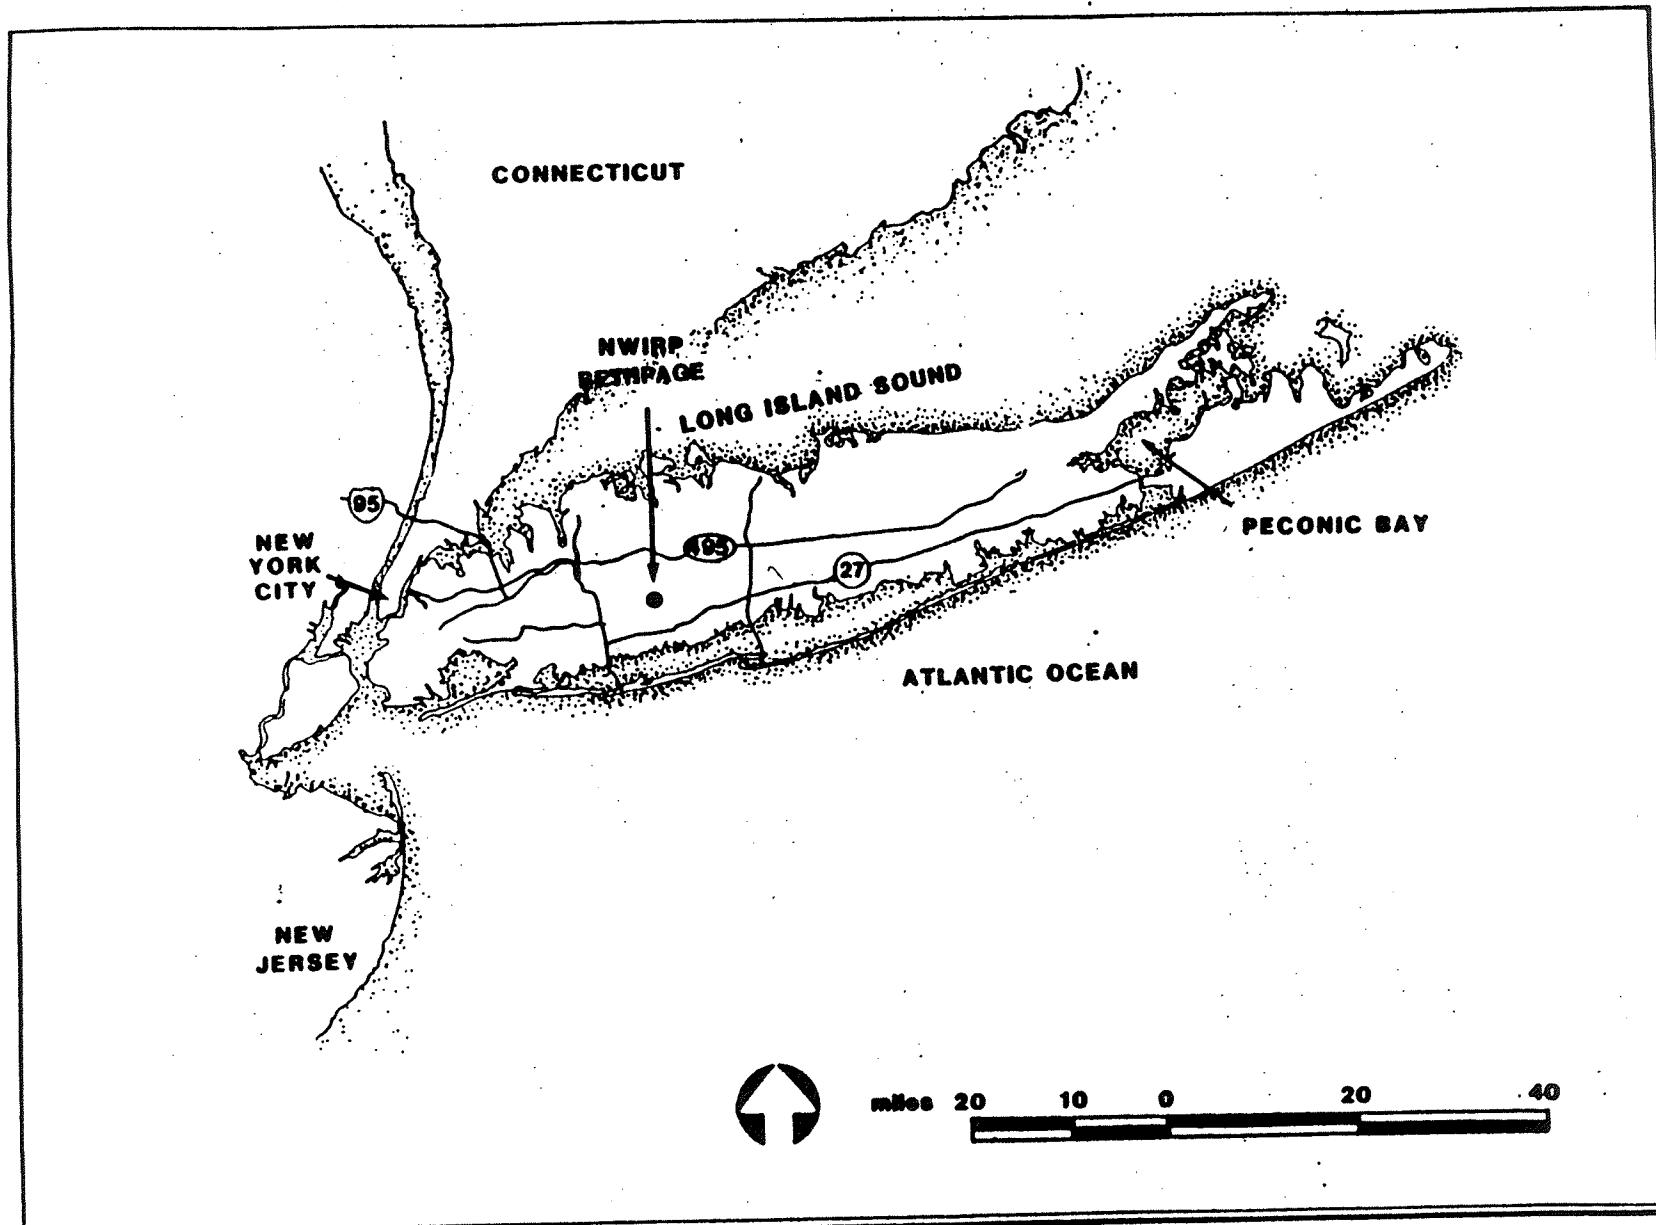 CONNECTICUT
NWIRP
BETHPAGE
LONG ISLAND SOUND
95
NEW
YORK
CITY
495
27
PECONIC BAY
ATLANTIC OCEAN
NEW
JERSEY
miles 20 10 0 20 40